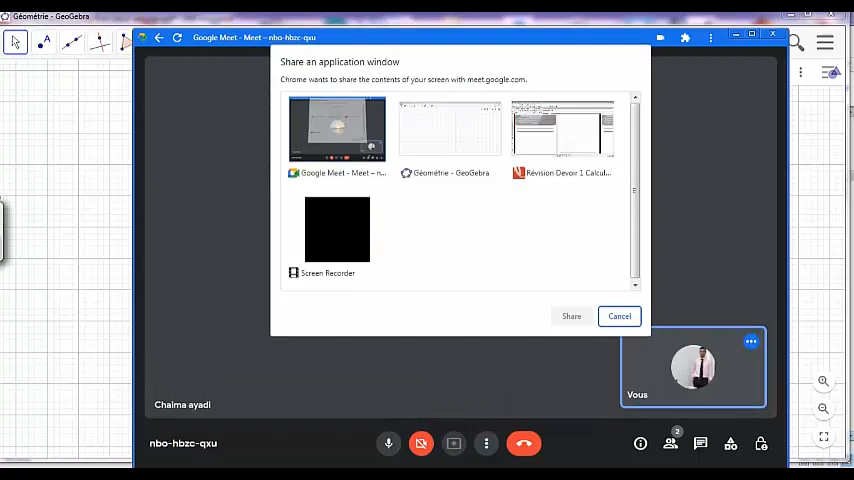 Géométrie - GeoGebra
Google Meet - Meet – nbo-hbzc-qxu
A
Share an application window
Chrome wants to share the contents of your screen with meet.google.com.
Google Meet - Meet – n...
Géométrie - GeoGebra
Révision Devoir 1 Calcul...
Screen Recorder
Share
Cancel
Vous
Chaima ayadi
nbo-hbzc-qxu
2